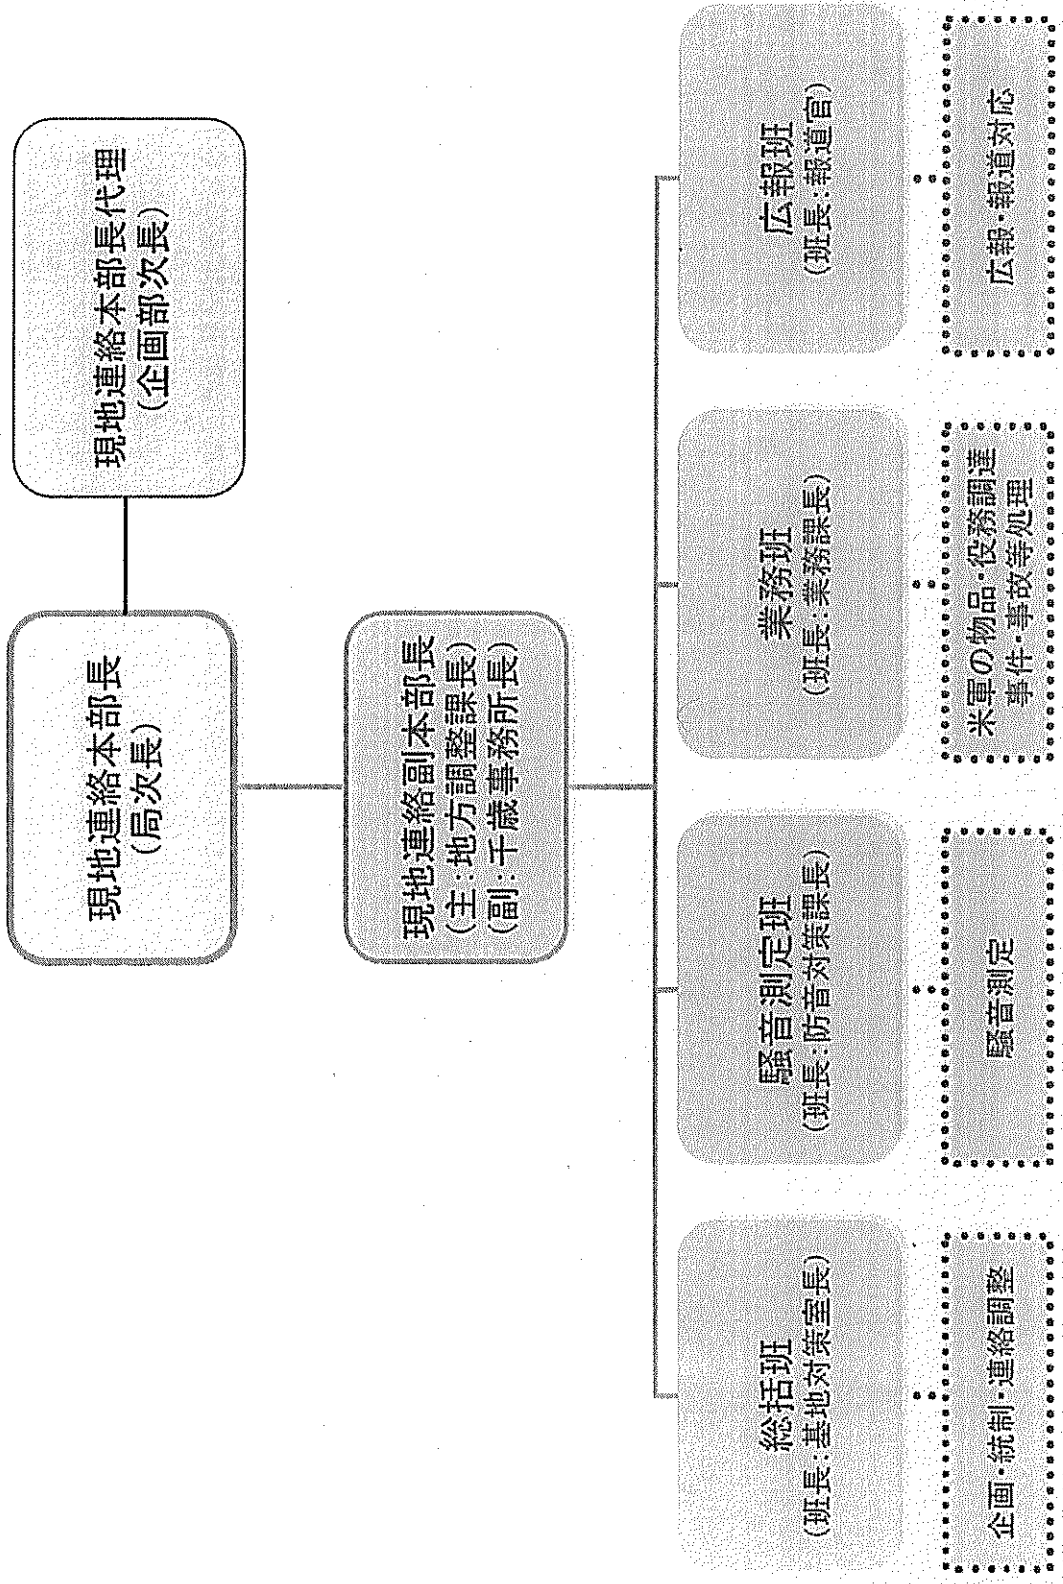 現地連絡本部長
(局次長)
現地連絡本部長代理
(企画部次長)
現地連絡副本部長
(主:地方調整課長)
(副:千歳事務所長)
総括班
(班長:基地対策室長)
騒音測定班
(班長:防音対策課長)
業務班
(班長:業務課長)
広報班
(班長:報道官)
企画・統制・連絡調整
騒音測定
米軍の物品・役務調達
事件・事故等処理
広報・報道対応